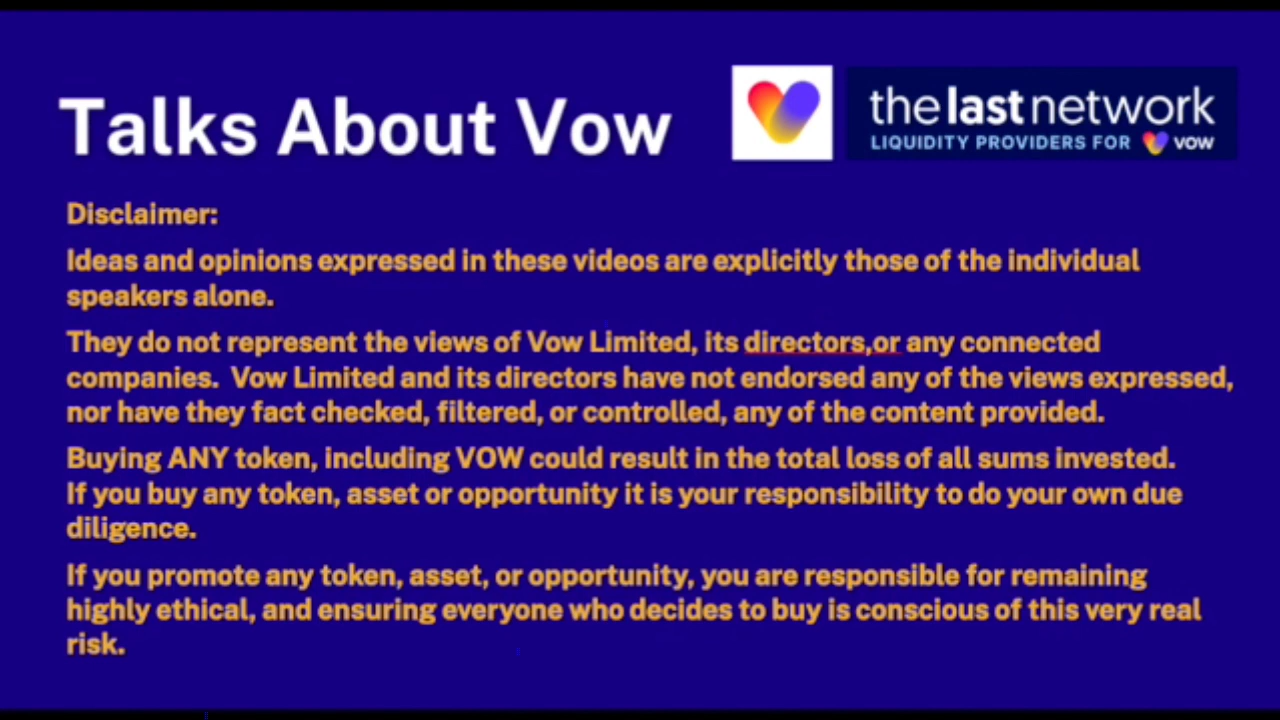 Talks About Vow
the last network
LIQUIDITY PROVIDERS FOR VOW
Disclaimer:
Ideas and opinions expressed in these videos are explicitly those of the individual
speakers alone.
They do not represent the views of Vow Limited, its directors,or any connected
companies.  Vow Limited and its directors have not endorsed any of the views expressed,
nor have they fact checked, filtered, or controlled, any of the content provided.
Buying ANY token, including VOW could result in the total loss of all sums invested.
If you buy any token, asset or opportunity it is your responsibility to do your own due
diligence.
If you promote any token, asset, or opportunity, you are responsible for remaining
highly ethical, and ensuring everyone who decides to buy is conscious of this very real
risk.